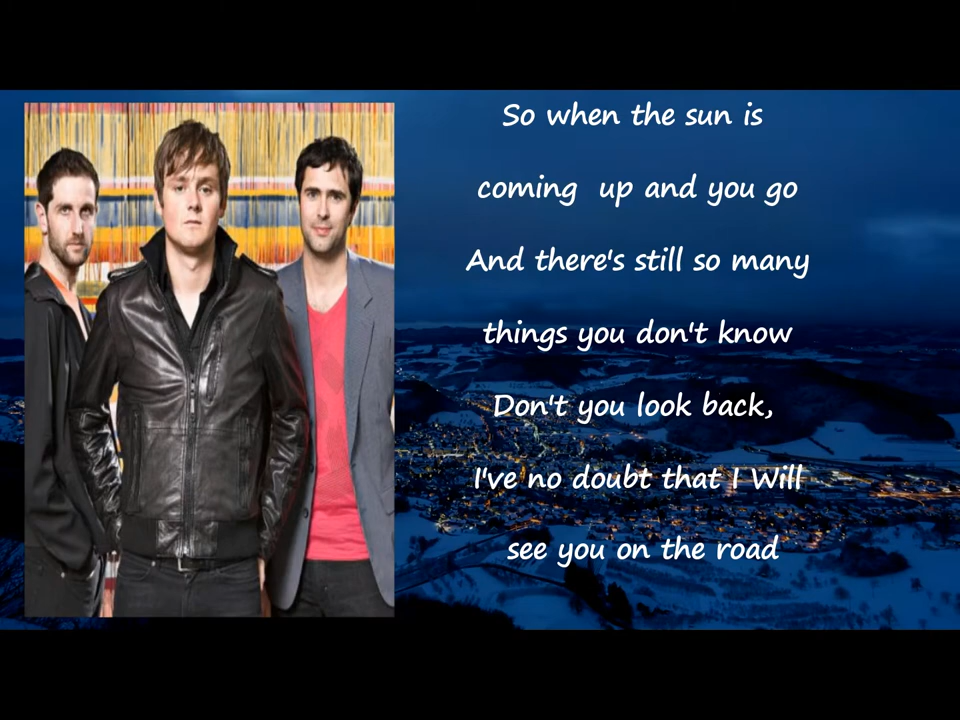 So when the sun is
coming up and you go
And there's still so many
things you don't know
Don't you look back,
I've no doubt that I Will
see you on the road